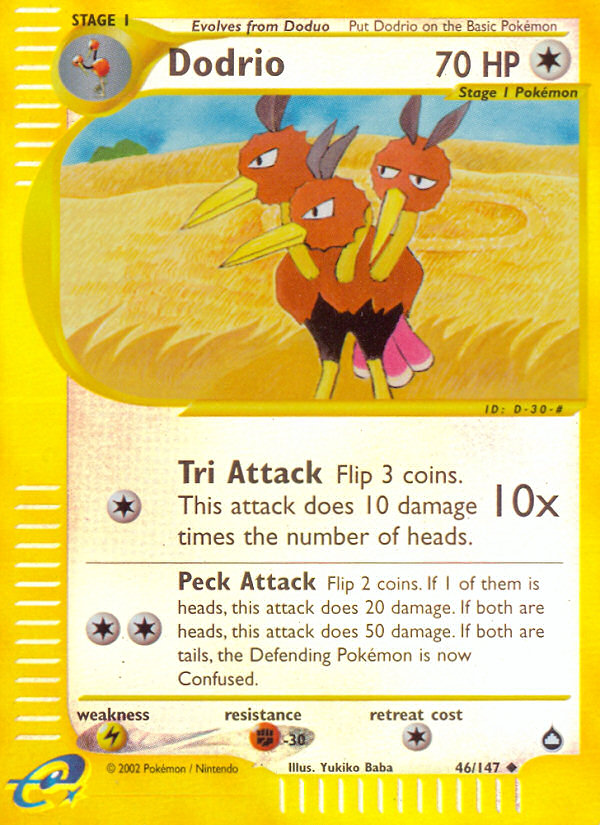 STAGE 1
Evolves from Doduo Put Dodrio on the Basic Pokémon
Dodrio 70 HP
Stage 1 Pokémon
ID: D-30-#
Tri Attack Flip 3 coins.
This attack does 10 damage 10x
times the number of heads.
Peck Attack Flip 2 coins. If 1 of them is
heads, this attack does 20 damage. If both are
heads, this attack does 50 damage. If both are
tails, the Defending Pokémon is now
Confused.
weakness resistance retreat cost
-30
© 2002 Pokémon / Nintendo Illus. Yukiko Baba 46/147
e